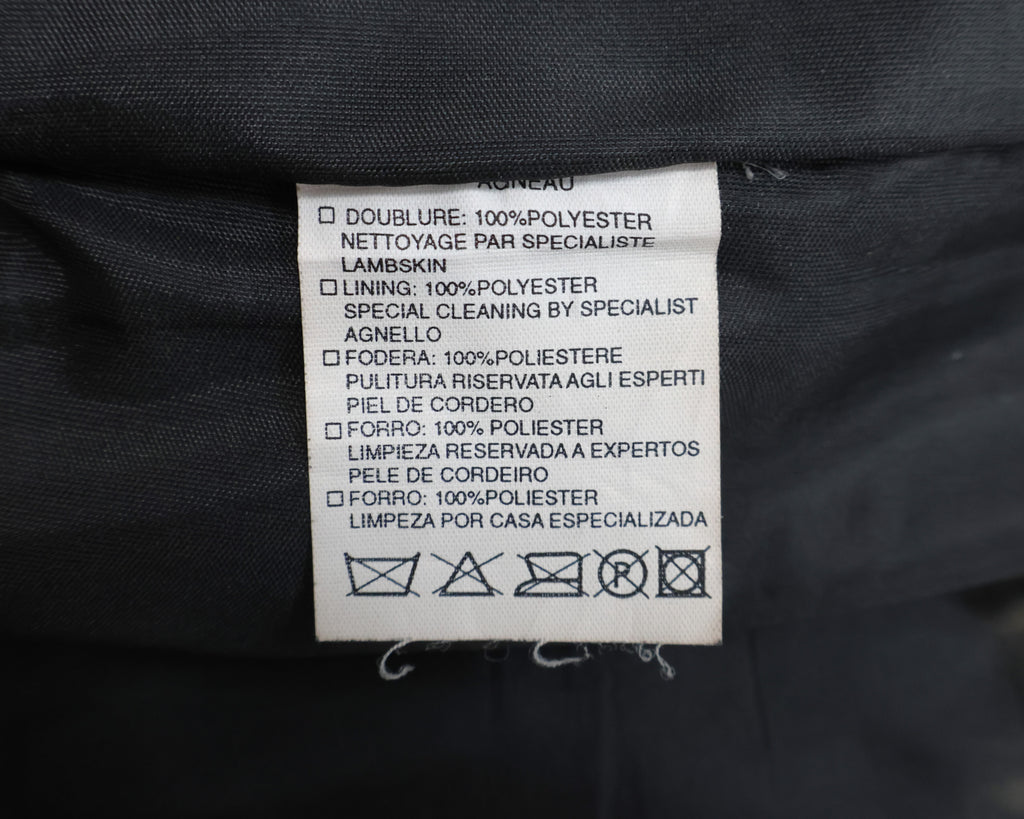 AGNEAU
☐ DOUBLURE: 100%POLYESTER
NETTOYAGE PAR SPECIALISTE
LAMBSKIN
☐ LINING: 100%POLYESTER
SPECIAL CLEANING BY SPECIALIST
AGNELLO
☐ FODERA: 100%POLIESTERE
PULITURA RISERVATA AGLI ESPERTI
PIEL DE CORDERO
☐ FORRO: 100% POLIESTER
LIMPIEZA RESERVADA A EXPERTOS
PELE DE CORDEIRO
☐ FORRO: 100%POLIESTER
LIMPEZA POR CASA ESPECIALIZADA
P